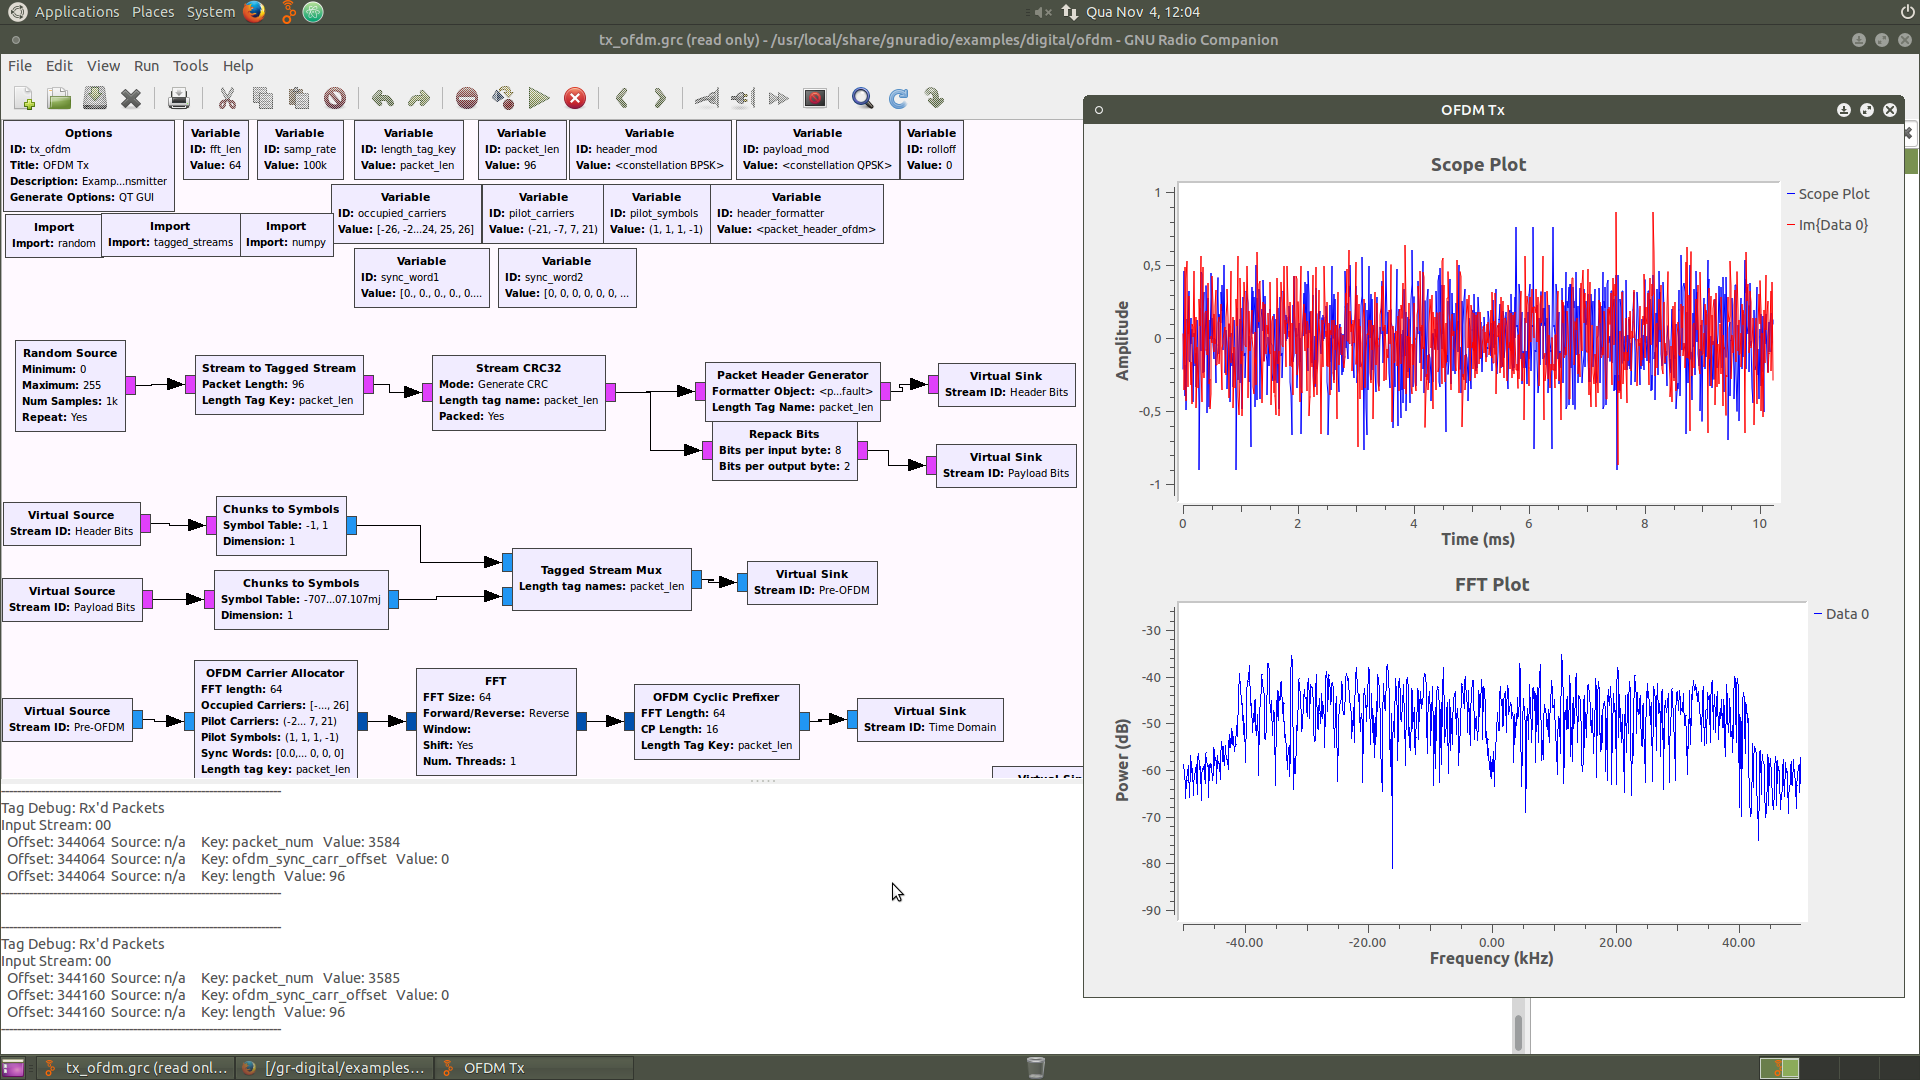 Applications Places System
Qua Nov 4, 12:04
tx_ofdm.grc (read only) - /usr/local/share/gnuradio/examples/digital/ofdm - GNU Radio Companion
File Edit View Run Tools Help
Options
ID: tx_ofdm
Title: OFDM Tx
Description: Examp...nsmitter
Generate Options: QT GUI
Variable
ID: fft_len
Value: 64
Variable
ID: samp_rate
Value: 100k
Variable
ID: length_tag_key
Value: packet_len
Variable
ID: packet_len
Value: 96
Variable
ID: header_mod
Value: <constellation BPSK>
Variable
ID: payload_mod
Value: <constellation QPSK>
Variable
ID: rolloff
Value: 0
Import
Import: random
Import
Import: tagged_streams
Import
Import: numpy
Variable
ID: occupied_carriers
Value: [-26, -2...24, 25, 26]
Variable
ID: pilot_carriers
Value: (-21, -7, 7, 21)
Variable
ID: pilot_symbols
Value: (1, 1, 1, -1)
Variable
ID: header_formatter
Value: <packet_header_ofdm>
Variable
ID: sync_word1
Value: [0., 0., 0., 0., 0....
Variable
ID: sync_word2
Value: [0, 0, 0, 0, 0, 0, ...
Random Source
Minimum: 0
Maximum: 255
Num Samples: 1k
Repeat: Yes
Stream to Tagged Stream
Packet Length: 96
Length Tag Key: packet_len
Stream CRC32
Mode: Generate CRC
Length tag name: packet_len
Packed: Yes
Packet Header Generator
Formatter Object: <p...fault>
Length Tag Name: packet_len
Virtual Sink
Stream ID: Header Bits
Repack Bits
Bits per input byte: 8
Bits per output byte: 2
Virtual Sink
Stream ID: Payload Bits
Virtual Source
Stream ID: Header Bits
Chunks to Symbols
Symbol Table: -1, 1
Dimension: 1
Virtual Source
Stream ID: Payload Bits
Chunks to Symbols
Symbol Table: -707...07.107mj
Dimension: 1
Tagged Stream Mux
Length tag names: packet_len
Virtual Sink
Stream ID: Pre-OFDM
Virtual Source
Stream ID: Pre-OFDM
OFDM Carrier Allocator
FFT length: 64
Occupied Carriers: [-..., 26]
Pilot Carriers: (-2... 7, 21)
Pilot Symbols: (1, 1, 1, -1)
Sync Words: [0.0,... 0, 0, 0]
Length tag key: packet_len
FFT
FFT Size: 64
Forward/Reverse: Reverse
Window:
Shift: Yes
Num. Threads: 1
OFDM Cyclic Prefixer
FFT Length: 64
CP Length: 16
Length Tag Key: packet_len
Virtual Sink
Stream ID: Time Domain
Tag Debug: Rx'd Packets
Input Stream: 00
Offset: 344064 Source: n/a Key: packet_num Value: 3584
Offset: 344064 Source: n/a Key: ofdm_sync_carr_offset Value: 0
Offset: 344064 Source: n/a Key: length Value: 96
Tag Debug: Rx'd Packets
Input Stream: 00
Offset: 344160 Source: n/a Key: packet_num Value: 3585
Offset: 344160 Source: n/a Key: ofdm_sync_carr_offset Value: 0
Offset: 344160 Source: n/a Key: length Value: 96
OFDM Tx
Scope Plot
Scope Plot
Im{Data 0}
Amplitude
1
0,5
0
-0,5
-1
0 2 4 6 8 10
Time (ms)
FFT Plot
Data 0
Power (dB)
-30
-40
-50
-60
-70
-80
-90
-40.00 -20.00 0.00 20.00 40.00
Frequency (kHz)
tx_ofdm.grc (read onl...
[/gr-digital/examples...
OFDM Tx